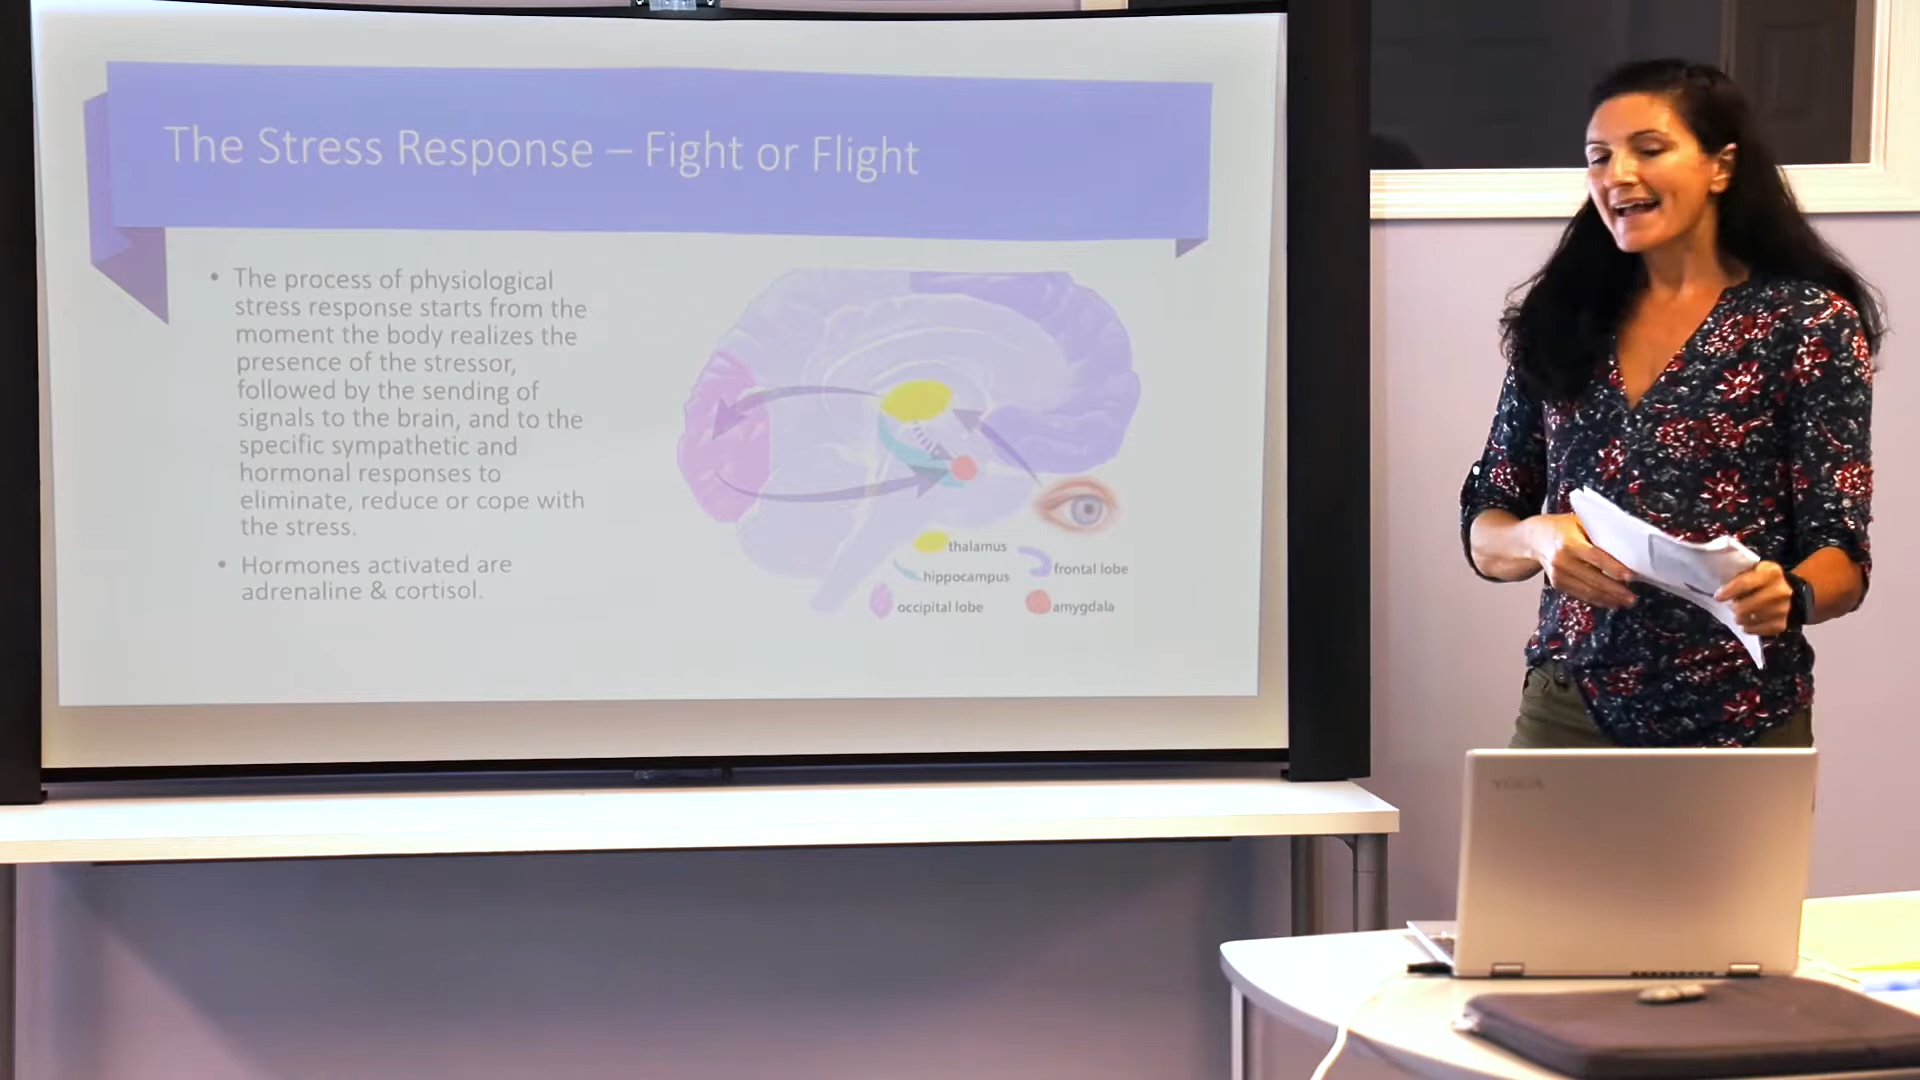 The Stress Response – Fight or Flight
• The process of physiological
stress response starts from the
moment the body realizes the
presence of the stressor,
followed by the sending of
signals to the brain, and to the
specific sympathetic and
hormonal responses to
eliminate, reduce or cope with
the stress.
• Hormones activated are
adrenaline & cortisol.
thalamus
frontal lobe
hippocampus
occipital lobe
amygdala
YOGA